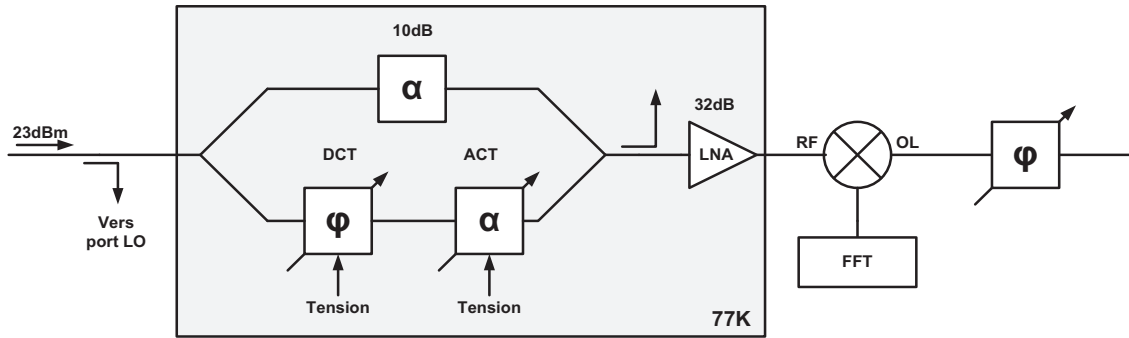 10dB
α
23dBm
DCT
ACT
32dB
LNA
RF
OL
φ
φ
α
Vers
port LO
FFT
Tension
Tension
77K